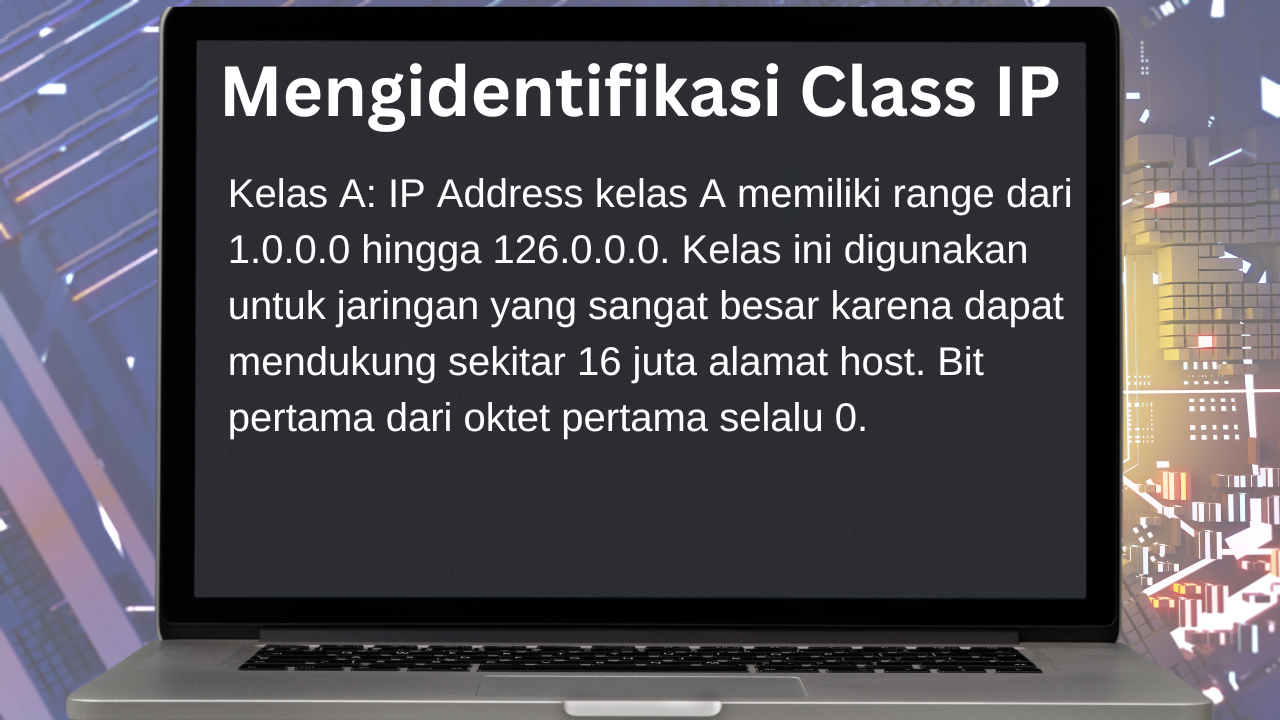 Mengidentifikasi Class IP
Kelas A: IP Address kelas A memiliki range dari
1.0.0.0 hingga 126.0.0.0. Kelas ini digunakan
untuk jaringan yang sangat besar karena dapat
mendukung sekitar 16 juta alamat host. Bit
pertama dari oktet pertama selalu 0.